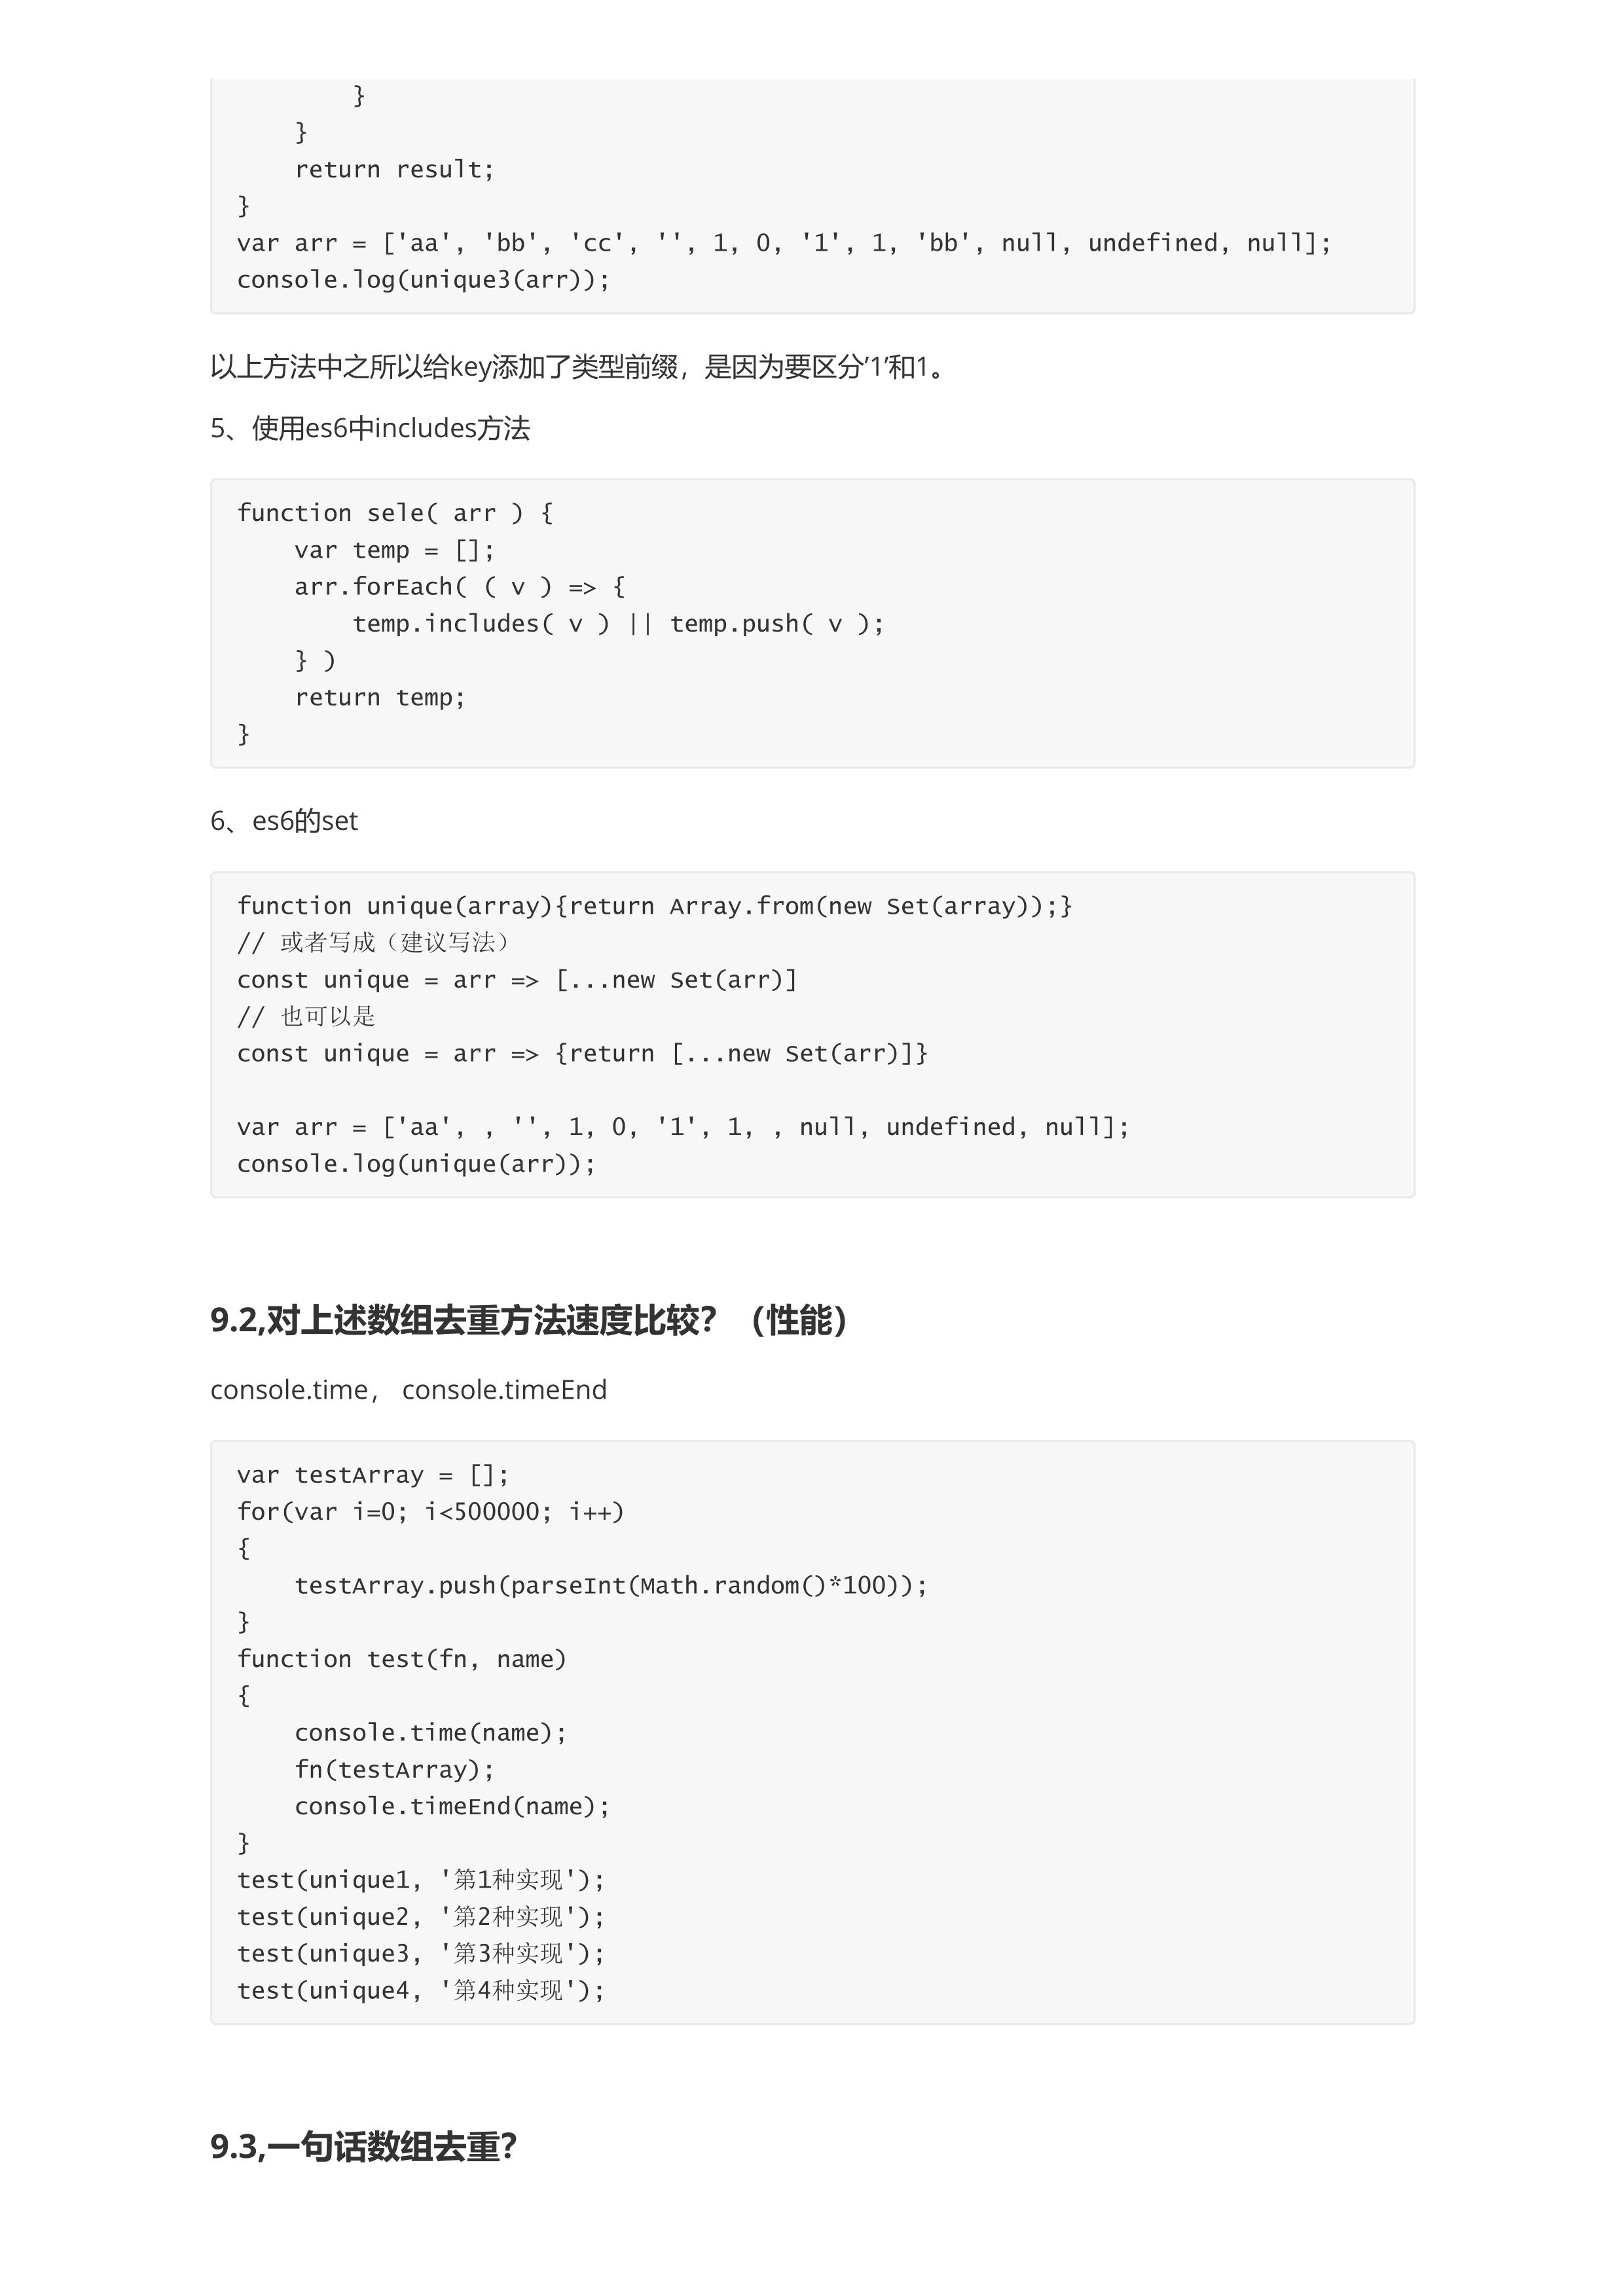 }
    }
    return result;
}
var arr = ['aa', 'bb', 'cc', '', 1, 0, '1', 1, 'bb', null, undefined, null];
console.log(unique3(arr));
以上方法中之所以给key添加了类型前缀，是因为要区分’1’和1。
5、使用es6中includes方法
function sele( arr ) {
    var temp = [];
    arr.forEach( ( v ) => {
        temp.includes( v ) || temp.push( v );
    } )
    return temp;
}
6、es6的set
function unique(array){return Array.from(new Set(array));}
// 或者写成（建议写法）
const unique = arr => [...new Set(arr)]
// 也可以是
const unique = arr => {return [...new Set(arr)]}
var arr = ['aa', , '', 1, 0, '1', 1, , null, undefined, null];
console.log(unique(arr));
9.2,对上述数组去重方法速度比较？（性能）
console.time， console.timeEnd
var testArray = [];
for(var i=0; i<500000; i++)
{
    testArray.push(parseInt(Math.random()*100));
}
function test(fn, name)
{
    console.time(name);
    fn(testArray);
    console.timeEnd(name);
}
test(unique1, '第1种实现');
test(unique2, '第2种实现');
test(unique3, '第3种实现');
test(unique4, '第4种实现');
9.3,一句话数组去重？